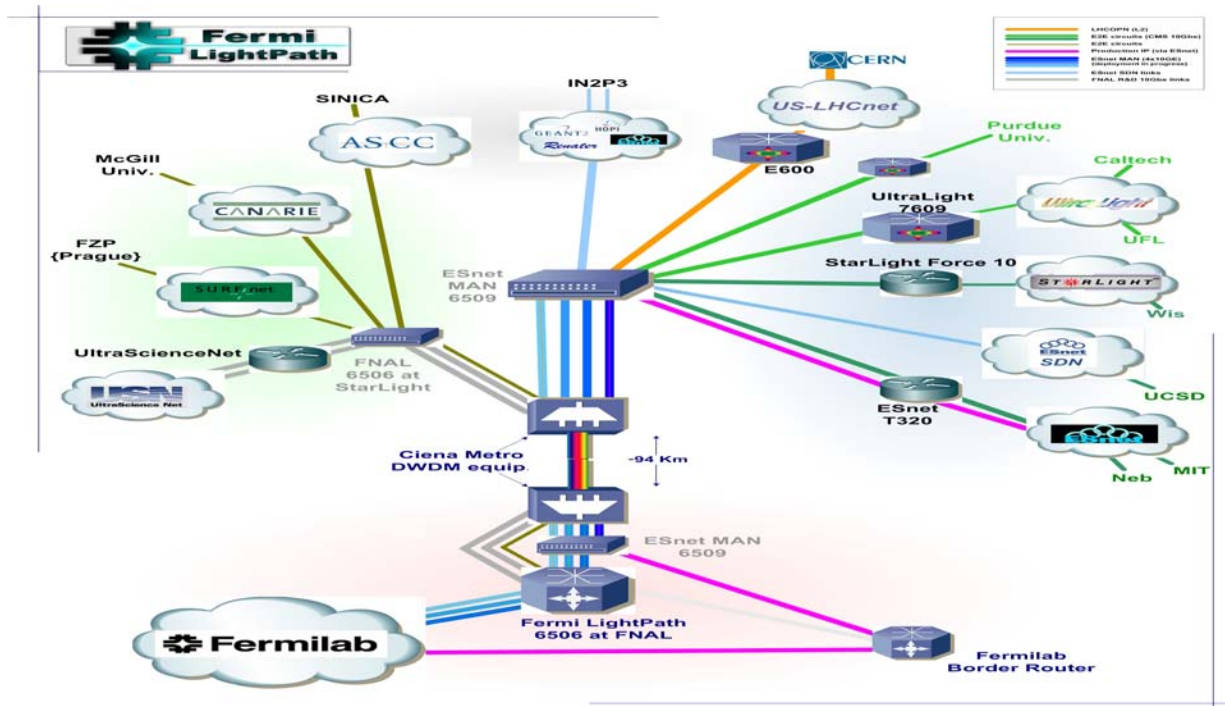 Fermi
LightPath
LHCOPN (L2)
E2E circuits (CMS 10Gbs)
E2E circuits
Production IP (via ESnet)
ESnet MAN (4x10GE)
(deployment in progress)
ESnet SDN links
FNAL R&D 10Gbs links
CERN
US-LHCnet
E600
IN2P3
GEANT2
HOPI
Renater
SINICA
ASCC
McGill
Univ.
CANARIE
FZP
{Prague}
SURFnet
UltraScienceNet
USN
UltraScience Net
FNAL
6506 at
StarLight
ESnet
MAN
6509
Purdue
Univ.
Caltech
UltraLight
7609
UltraLight
UFL
StarLight Force 10
STARLIGHT
Wis
ESnet
SDN
UCSD
ESnet
T320
ESnet
Neb
MIT
Ciena Metro
DWDM equip.
~94 Km
ESnet MAN
6509
Fermi LightPath
6506 at FNAL
Fermilab
Fermilab
Border Router